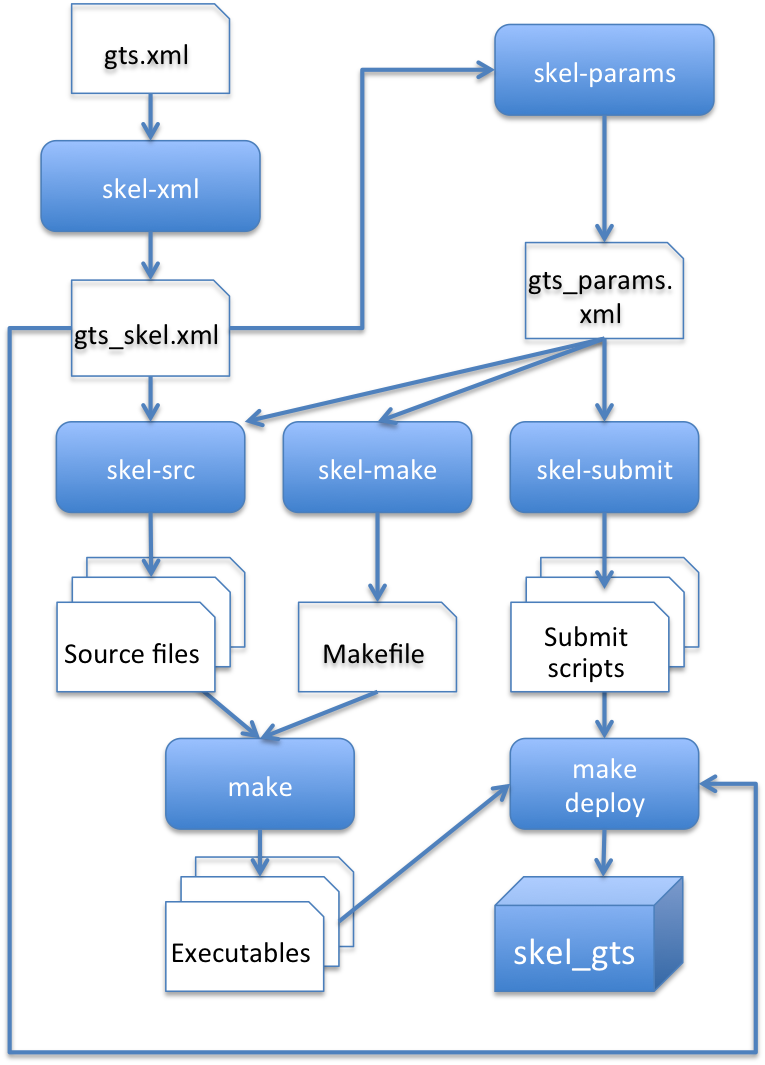 gts.xml
skel-params
skel-xml
gts_params.
xml
gts_skel.xml
skel-src
skel-make
skel-submit
Source files
Makefile
Submit
scripts
make
make
deploy
Executables
skel_gts